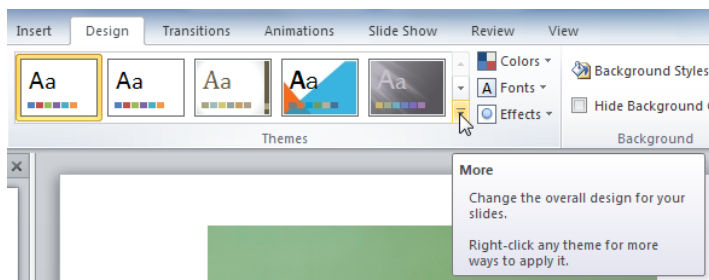 Insert Design Transitions Animations Slide Show Review View
Aa Aa Aa Aa Aa
Colors
Fonts
Effects
Background Styles
Hide Background
Themes
Background
More
Change the overall design for your
slides.
Right-click any theme for more
ways to apply it.